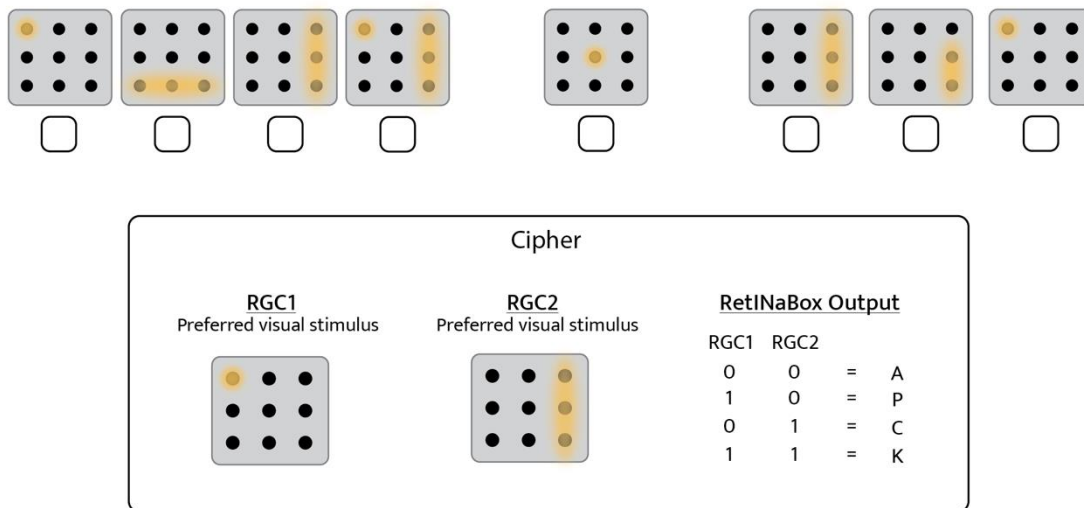 Cipher
RGC1
Preferred visual stimulus
RGC2
Preferred visual stimulus
RetINaBox Output
RGC1 RGC2
0 0 = A
1 0 = P
0 1 = C
1 1 = K